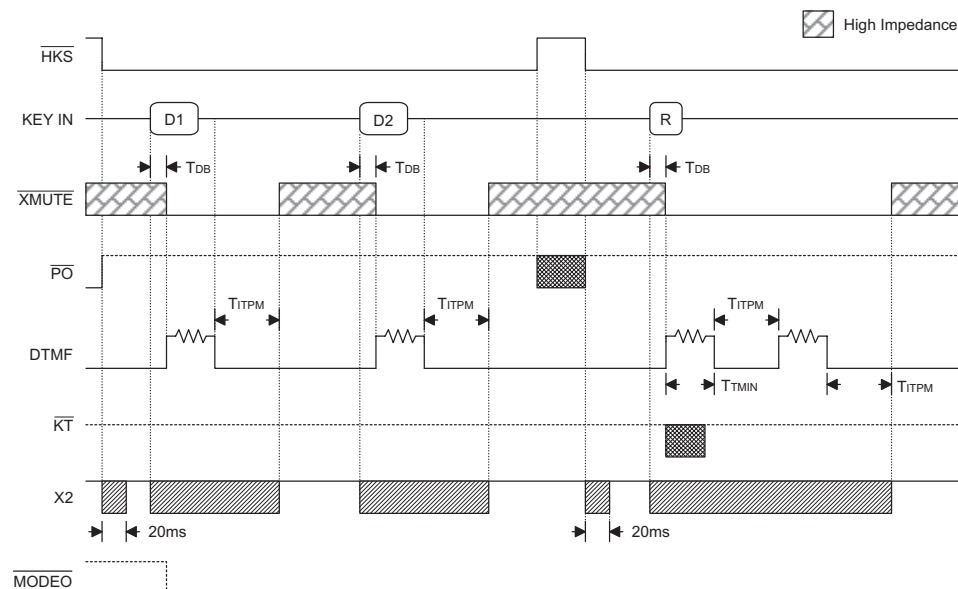 High Impedance
HKS
KEY IN D1 D2 R
TDB TDB TDB
XMUTE
PO
TITPM TITPM TITPM
DTMF
TTMIN TITPM
KT
X2
20ms 20ms
MODEO